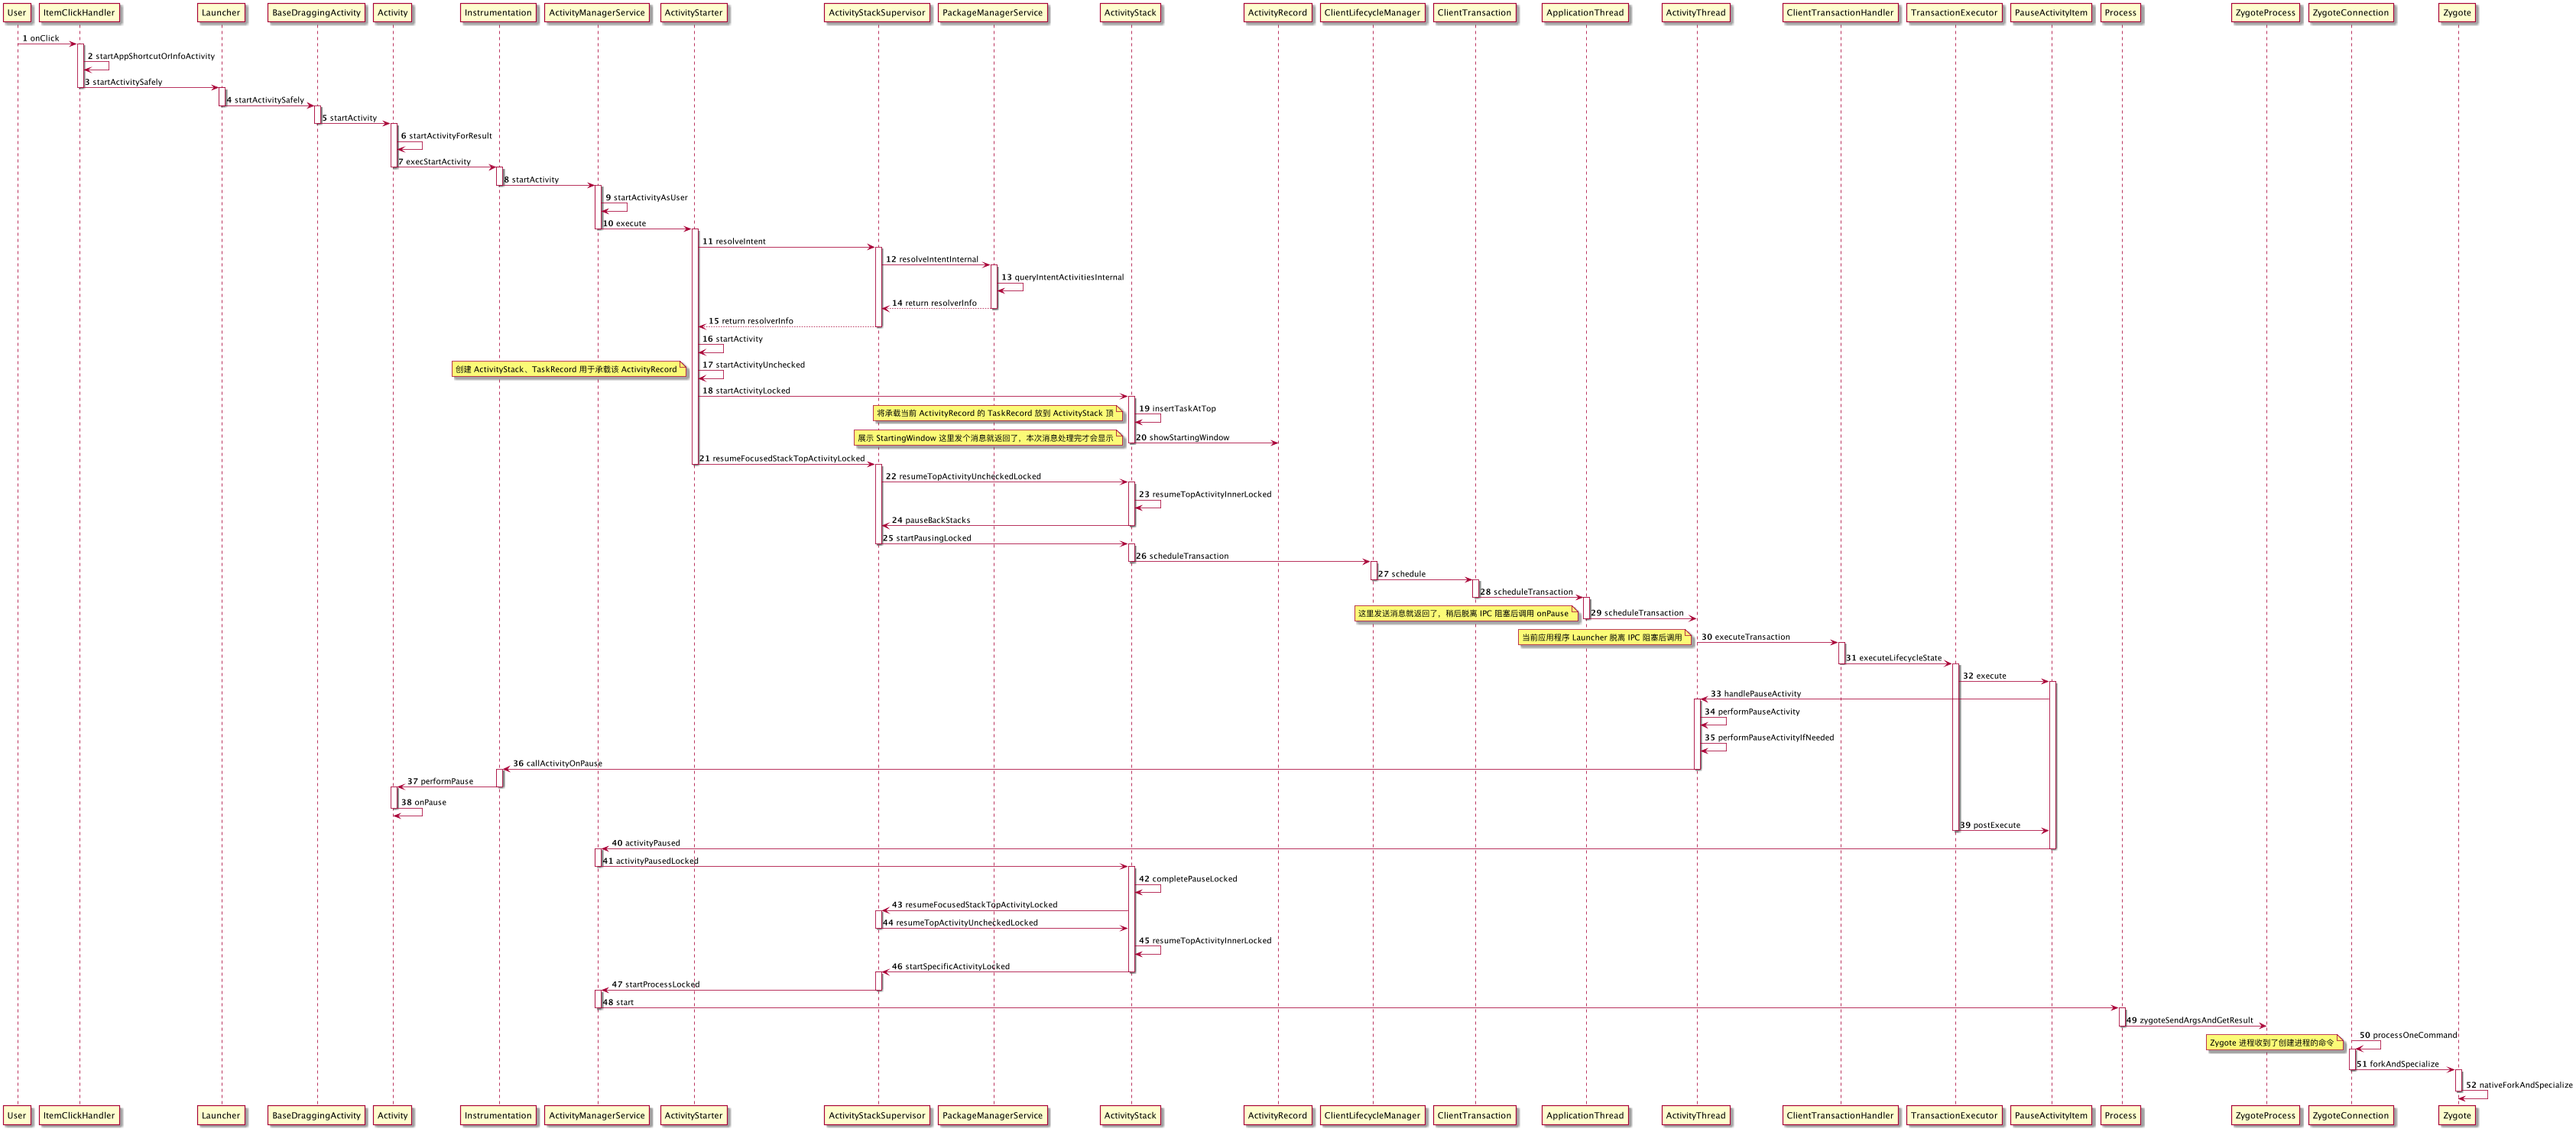 User ItemClickHandler Launcher BaseDraggingActivity Activity Instrumentation ActivityManagerService ActivityStarter ActivityStackSupervisor PackageManagerService ActivityStack ActivityRecord ClientLifecycleManager ClientTransaction ApplicationThread ActivityThread ClientTransactionHandler TransactionExecutor PauseActivityItem Process ZygoteProcess ZygoteConnection Zygote
1 onClick
2 startAppShortcutOrInfoActivity
3 startActivitySafely
4 startActivitySafely
5 startActivity
6 startActivityForResult
7 execStartActivity
8 startActivity
9 startActivityAsUser
10 execute
11 resolveIntent
12 resolveIntentInternal
13 queryIntentActivitiesInternal
14 return resolverInfo
15 return resolverInfo
16 startActivity
创建 ActivityStack、TaskRecord 用于承载该 ActivityRecord
17 startActivityUnchecked
18 startActivityLocked
将承载当前 ActivityRecord 的 TaskRecord 放到 ActivityStack 顶
19 insertTaskAtTop
展示 StartingWindow 这里发个消息就返回了，本次消息处理完才会显示
20 showStartingWindow
21 resumeFocusedStackTopActivityLocked
22 resumeTopActivityUncheckedLocked
23 resumeTopActivityInnerLocked
24 pauseBackStacks
25 startPausingLocked
26 scheduleTransaction
27 schedule
28 scheduleTransaction
这里发送消息就返回了，稍后脱离 IPC 阻塞后调用 onPause
29 scheduleTransaction
当前应用程序 Launcher 脱离 IPC 阻塞后调用
30 executeTransaction
31 executeLifecycleState
32 execute
33 handlePauseActivity
34 performPauseActivity
35 performPauseActivityIfNeeded
36 callActivityOnPause
37 performPause
38 onPause
39 postExecute
40 activityPaused
41 activityPausedLocked
42 completePauseLocked
43 resumeFocusedStackTopActivityLocked
44 resumeTopActivityUncheckedLocked
45 resumeTopActivityInnerLocked
46 startSpecificActivityLocked
47 startProcessLocked
48 start
49 zygoteSendArgsAndGetResult
Zygote 进程收到了创建进程的命令
50 processOneCommand
51 forkAndSpecialize
52 nativeForkAndSpecialize
User ItemClickHandler Launcher BaseDraggingActivity Activity Instrumentation ActivityManagerService ActivityStarter ActivityStackSupervisor PackageManagerService ActivityStack ActivityRecord ClientLifecycleManager ClientTransaction ApplicationThread ActivityThread ClientTransactionHandler TransactionExecutor PauseActivityItem Process ZygoteProcess ZygoteConnection Zygote